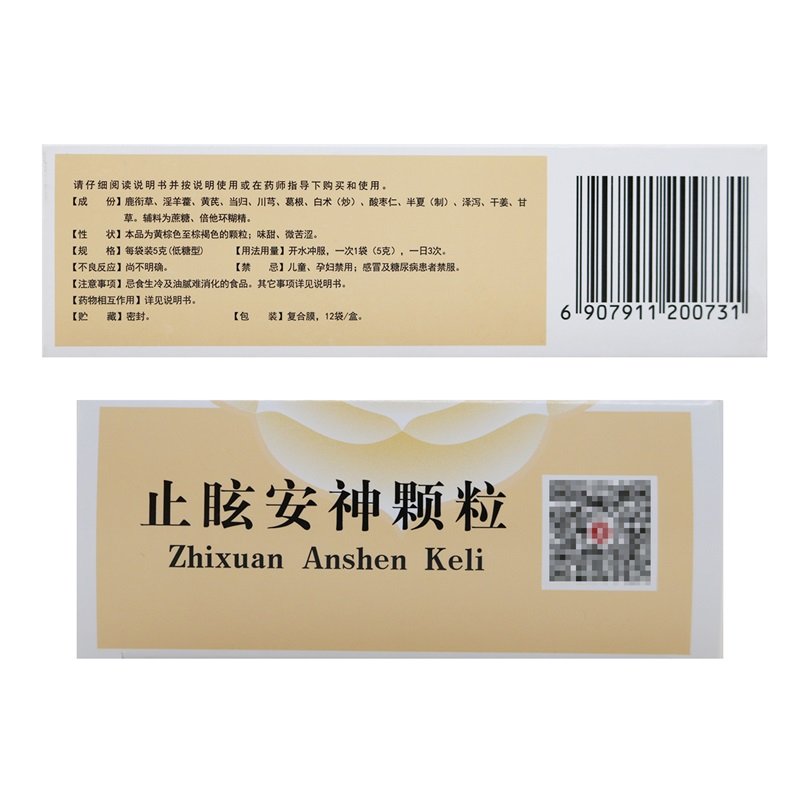 请仔细阅读说明书并按说明使用或在药师指导下购买和使用。
【成　份】鹿衔草、淫羊藿、黄芪、当归、川芎、葛根、白术（炒）、酸枣仁、半夏（制）、泽泻、干姜、甘
草。辅料为蔗糖、倍他环糊精。
【性　状】本品为黄棕色至棕褐色的颗粒；味甜、微苦涩。
【规　格】每袋装5克(低糖型)　【用法用量】开水冲服，一次1袋（5克），一日3次。
【不良反应】尚不明确。　【禁　忌】儿童、孕妇禁用；感冒及糖尿病患者禁服。
【注意事项】忌食生冷及油腻难消化的食品。其它事项详见说明书。
【药物相互作用】详见说明书。
【贮　藏】密封。　【包　装】复合膜，12袋/盒。
6 907911 200731
止眩安神颗粒
Zhixuan Anshen Keli